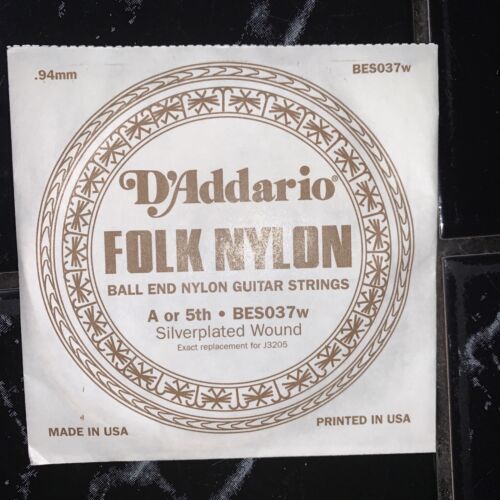 .94mm BES037w
D'Addario®
FOLK NYLON
BALL END NYLON GUITAR STRINGS
A or 5th • BES037w
Silverplated Wound
Exact replacement for J3205
MADE IN USA PRINTED IN USA